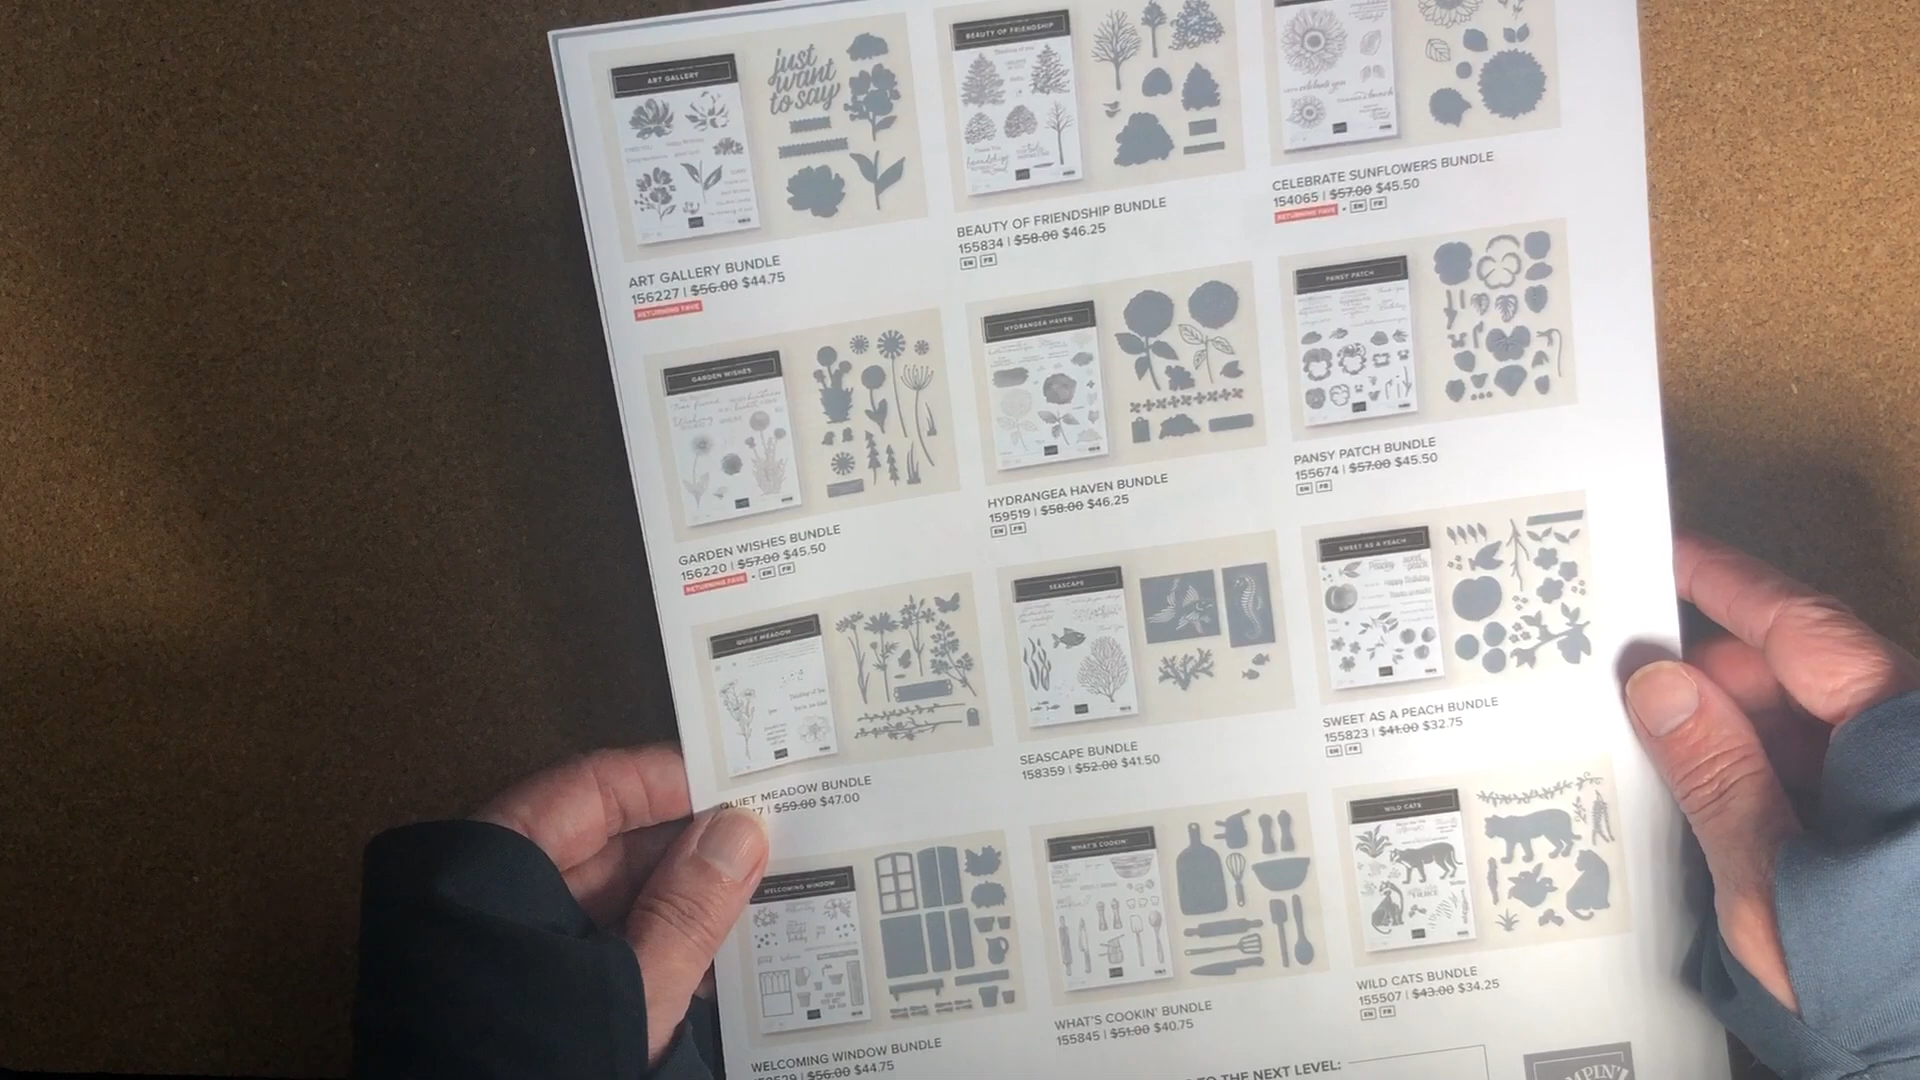 ART GALLERY
just
want
to say
ART GALLERY BUNDLE
156227 | $56.00 $44.75
RETURNING FAVE
BEAUTY OF FRIENDSHIP
BEAUTY OF FRIENDSHIP BUNDLE
155834 | $58.00 $46.25
EN FR
CELEBRATE SUNFLOWERS BUNDLE
154065 | $57.00 $45.50
RETURNING FAVE • EN FR
GARDEN WISHES
GARDEN WISHES BUNDLE
156220 | $57.00 $45.50
RETURNING FAVE • EN FR
HYDRANGEA HAVEN
HYDRANGEA HAVEN BUNDLE
159519 | $58.00 $46.25
EN FR
PANSY PATCH
PANSY PATCH BUNDLE
155674 | $57.00 $45.50
EN FR
QUIET MEADOW
QUIET MEADOW BUNDLE
7 | $59.00 $47.00
SEASCAPE
SEASCAPE BUNDLE
158359 | $52.00 $41.50
SWEET AS A PEACH
SWEET AS A PEACH BUNDLE
155823 | $41.00 $32.75
EN FR
WELCOMING WINDOW
WELCOMING WINDOW BUNDLE
$56.00 $44.75
WHAT'S COOKIN'
WHAT'S COOKIN' BUNDLE
155845 | $51.00 $40.75
WILD CATS
WILD CATS BUNDLE
155507 | $43.00 $34.25
EN FR
TO THE NEXT LEVEL: